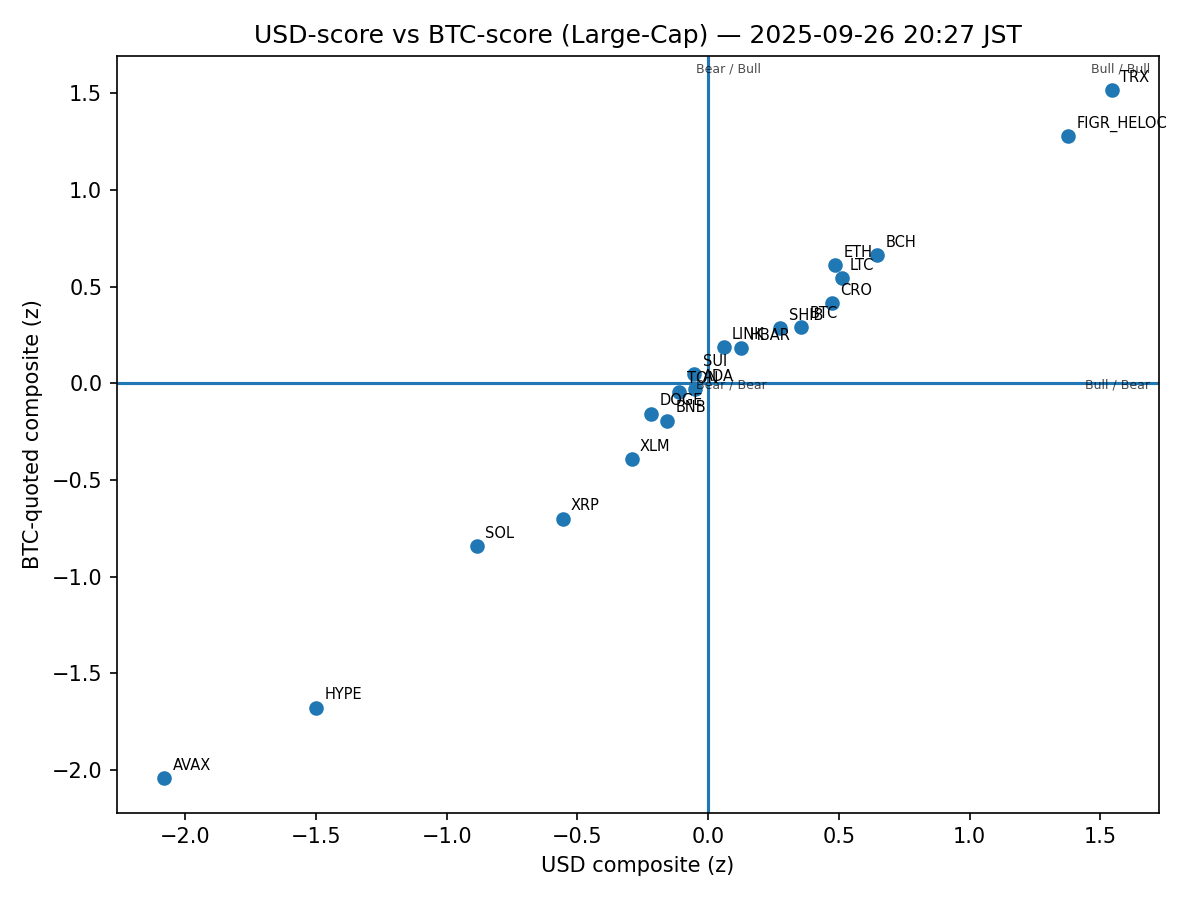 USD-score vs BTC-score (Large-Cap) — 2025-09-26 20:27 JST
Bear / Bull
Bull / Bull
TRX
FIGR_HELOC
BCH
ETH
LTC
CRO
SHIB
BTC
LINK
HBAR
SUI
TON
ADA
Bear / Bear
Bull / Bear
DOGE
BNB
XLM
XRP
SOL
HYPE
AVAX
1.5
1.0
0.5
0.0
−0.5
−1.0
−1.5
−2.0
BTC-quoted composite (z)
−2.0 −1.5 −1.0 −0.5 0.0 0.5 1.0 1.5
USD composite (z)